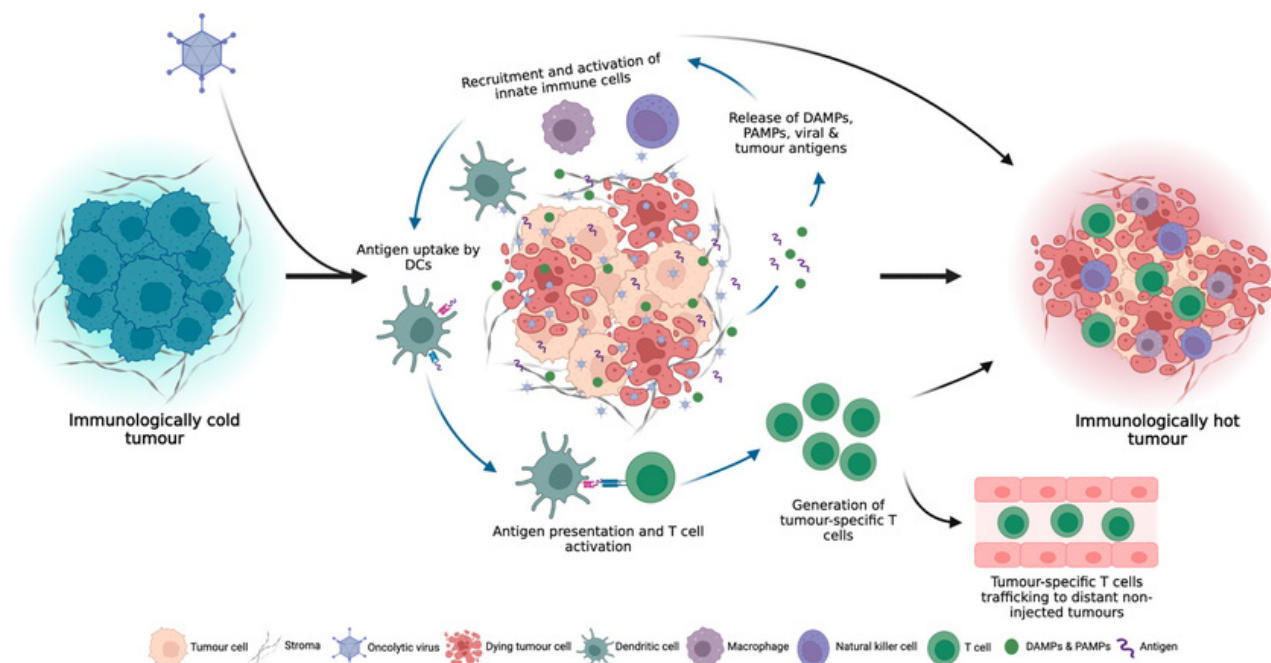 Recruitment and activation of
innate immune cells
Release of DAMPs,
PAMPs, viral &
tumour antigens
Antigen uptake by
DCs
Immunologically cold
tumour
Immunologically hot
tumour
Antigen presentation and T cell
activation
Generation of
tumour-specific T
cells
Tumour-specific T cells
trafficking to distant non-
injected tumours
Tumour cell
Stroma
Oncolytic virus
Dying tumour cell
Dendritic cell
Macrophage
Natural killer cell
T cell
DAMPs & PAMPs
Antigen